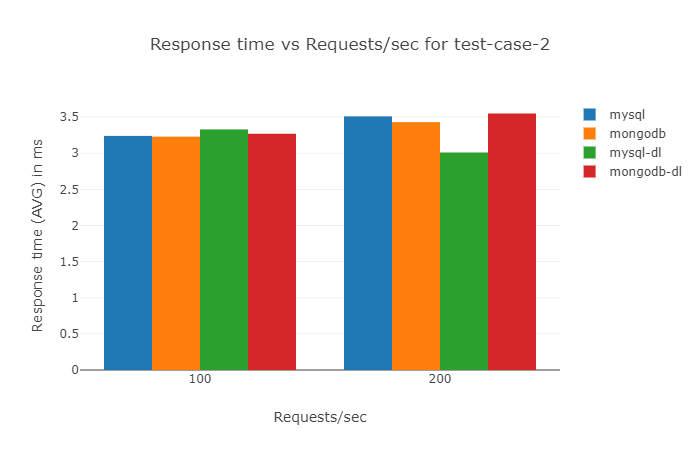 Response time vs Requests/sec for test-case-2
Response time (AVG) in ms
3.5
3
2.5
2
1.5
1
0.5
0
100
200
Requests/sec
mysql
mongodb
mysql-dl
mongodb-dl